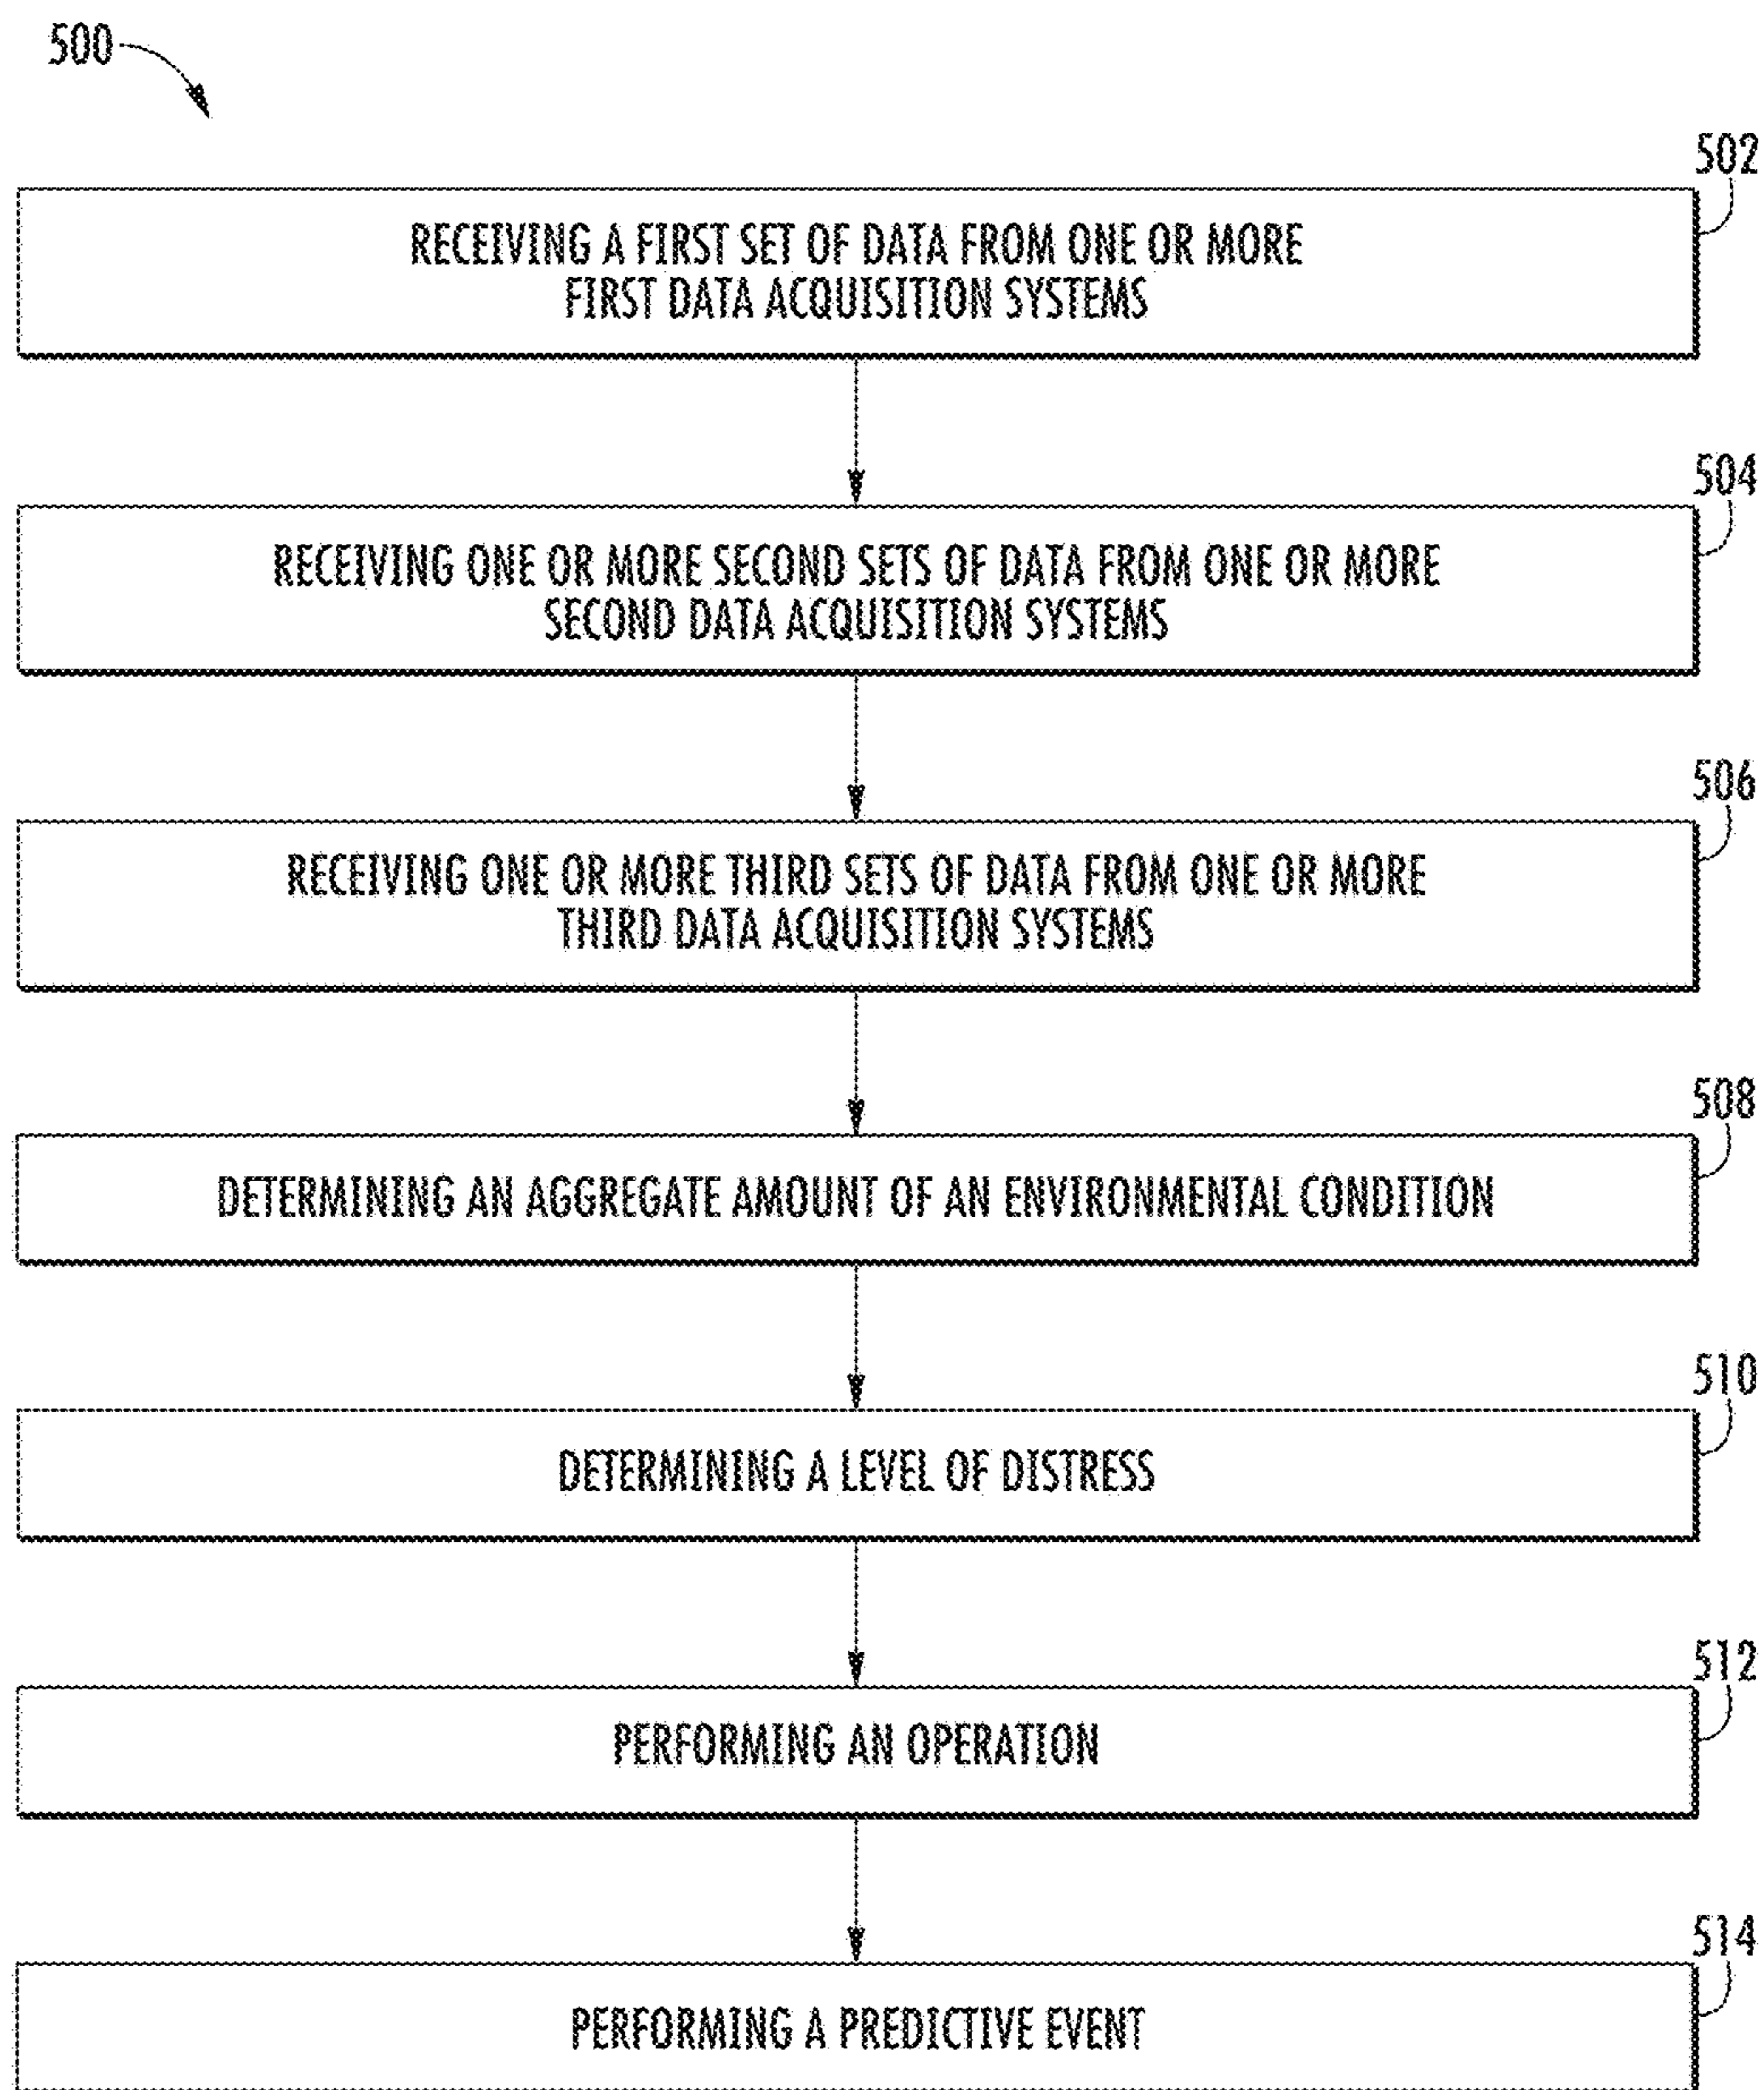 500
502
RECEIVING A FIRST SET OF DATA FROM ONE OR MORE
FIRST DATA ACQUISITION SYSTEMS
504
RECEIVING ONE OR MORE SECOND SETS OF DATA FROM ONE OR MORE
SECOND DATA ACQUISITION SYSTEMS
506
RECEIVING ONE OR MORE THIRD SETS OF DATA FROM ONE OR MORE
THIRD DATA ACQUISITION SYSTEMS
508
DETERMINING AN AGGREGATE AMOUNT OF AN ENVIRONMENTAL CONDITION
510
DETERMINING A LEVEL OF DISTRESS
512
PERFORMING AN OPERATION
514
PERFORMING A PREDICTIVE EVENT